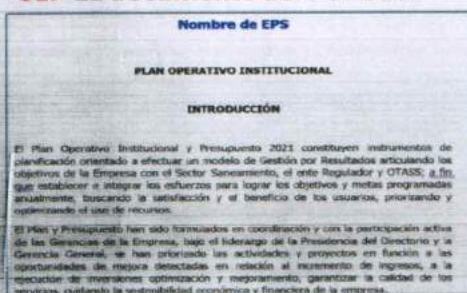 Nombre de EPS
PLAN OPERATIVO INSTITUCIONAL
INTRODUCCIÓN
El Plan Operativo Institucional y Presupuesto 2021 constituyen instrumentos de
planificación orientado a efectuar un modelo de Gestión por Resultados articulando los
objetivos de la Empresa con el Sector Saneamiento, el ente Regulador y OTASS; a fin
que establecer e integrar los esfuerzos para lograr los objetivos y metas programadas
anualmente, buscando la satisfacción y el beneficio de los usuarios, priorizando y
optimizando el uso de recursos.
El Plan y Presupuesto han sido formulados en coordinación y con la participación activa
de las Gerencias de la Empresa, bajo el liderazgo de la Presidencia del Directorio y la
Gerencia General, se han priorizado las actividades y proyectos en función a las
oportunidades de mejora detectadas en relación al incremento de ingresos, a la
ejecución de inversiones optimización y mejoramiento, garantizar la calidad de los
servicios, cuidando la sostenibilidad económica y financiera de la empresa.